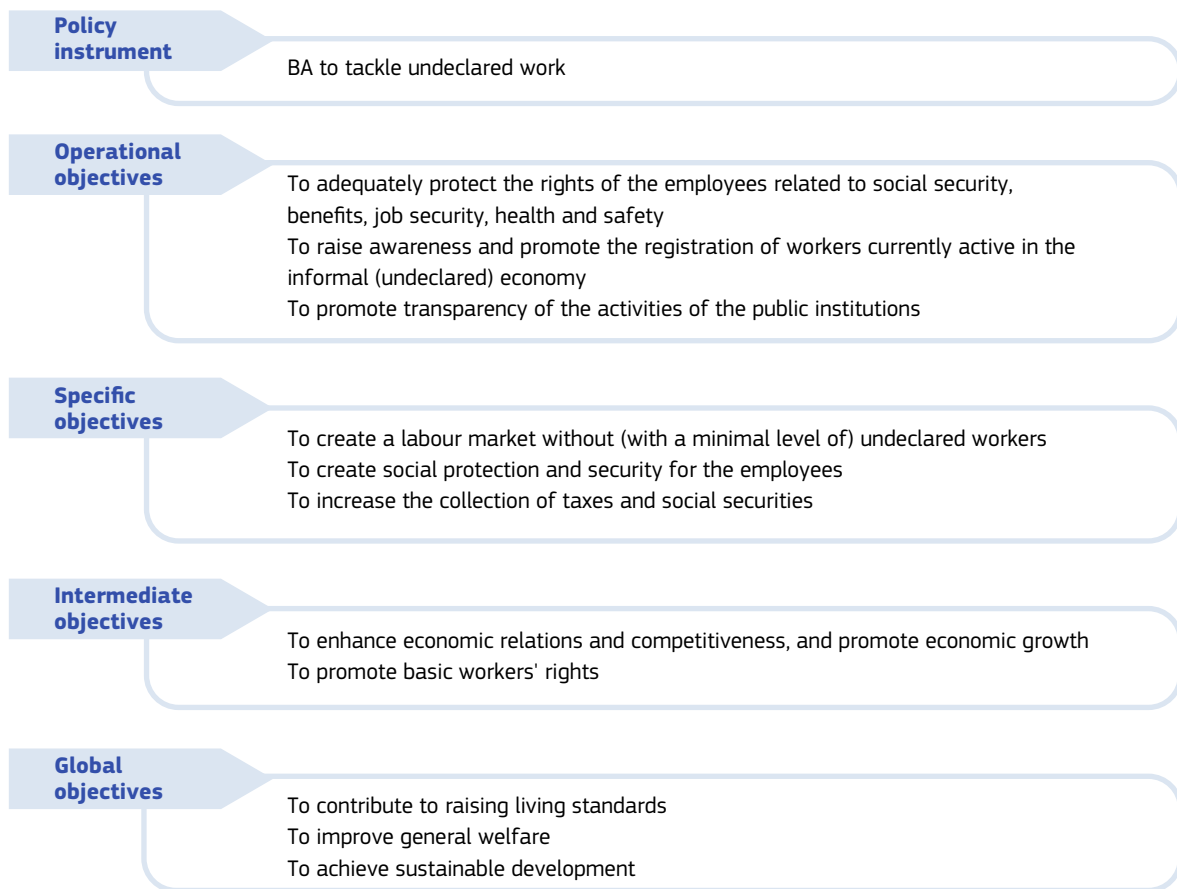 Policy
instrument
BA to tackle undeclared work
Operational
objectives
To adequately protect the rights of the employees related to social security,
benefits, job security, health and safety
To raise awareness and promote the registration of workers currently active in the
informal (undeclared) economy
To promote transparency of the activities of the public institutions
Specific
objectives
To create a labour market without (with a minimal level of) undeclared workers
To create social protection and security for the employees
To increase the collection of taxes and social securities
Intermediate
objectives
To enhance economic relations and competitiveness, and promote economic growth
To promote basic workers' rights
Global
objectives
To contribute to raising living standards
To improve general welfare
To achieve sustainable development